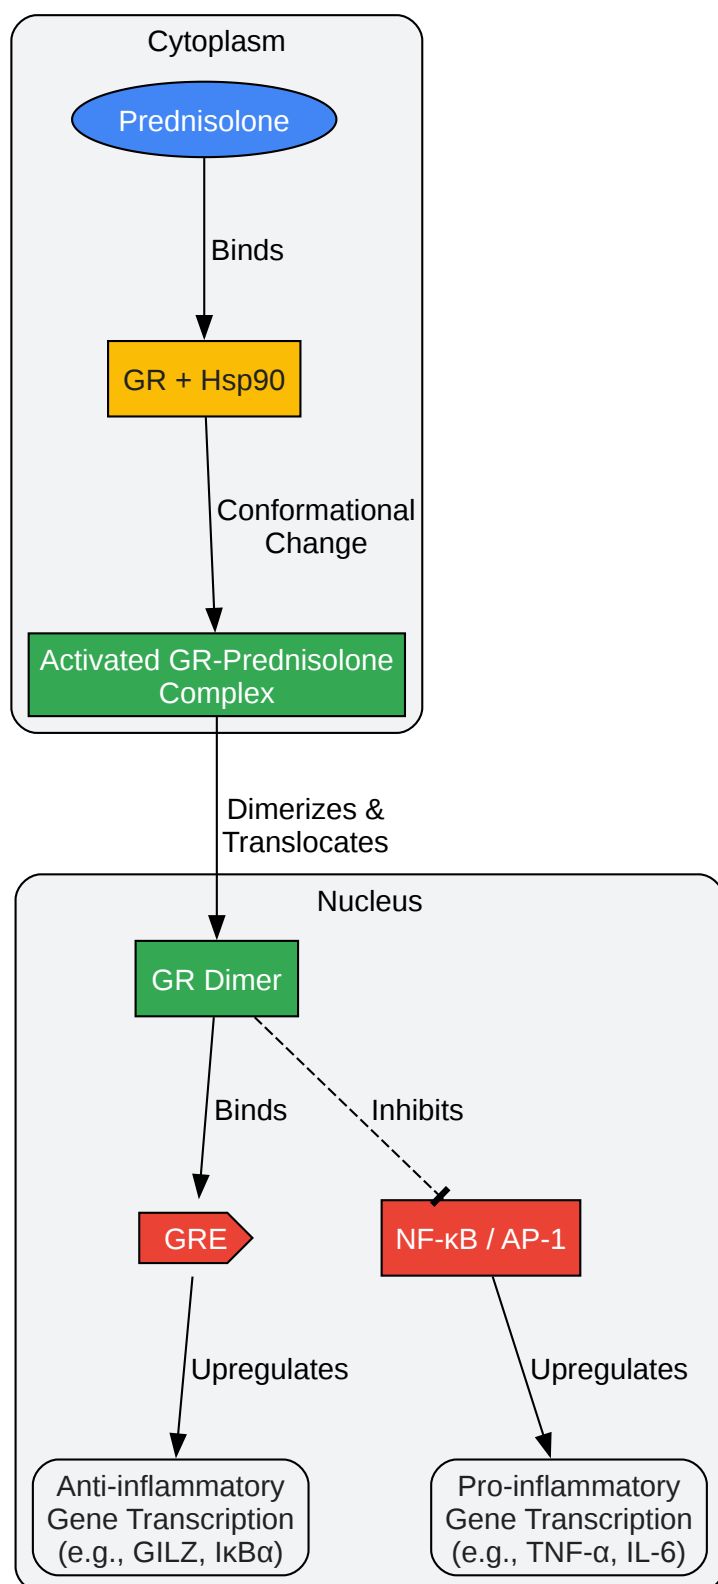 Cytoplasm
Prednisolone
Binds
GR + Hsp90
Conformational
Change
Activated GR-Prednisolone
Complex
Dimerizes &
Translocates
Nucleus
GR Dimer
Binds
Inhibits
GRE
NF-κB / AP-1
Upregulates
Upregulates
Anti-inflammatory
Gene Transcription
(e.g., GILZ, IκBα)
Pro-inflammatory
Gene Transcription
(e.g., TNF-α, IL-6)